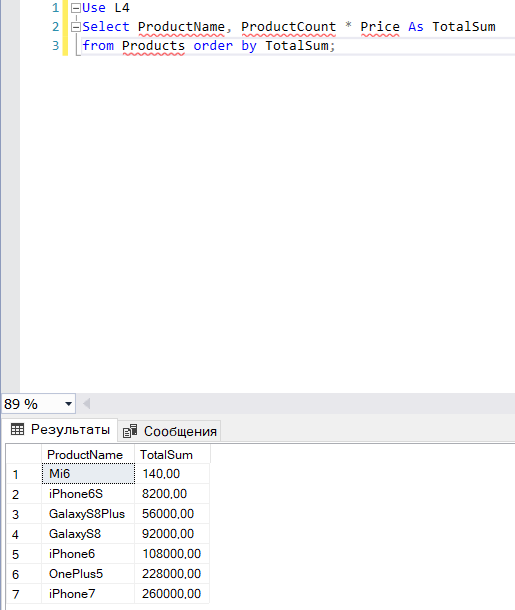 1 Use L4
2 Select ProductName, ProductCount * Price As TotalSum
3 from Products order by TotalSum;
89 %
Результаты Сообщения
ProductName TotalSum
1 Mi6 140,00
2 iPhone6S 8200,00
3 GalaxyS8Plus 56000,00
4 GalaxyS8 92000,00
5 iPhone6 108000,00
6 OnePlus5 228000,00
7 iPhone7 260000,00